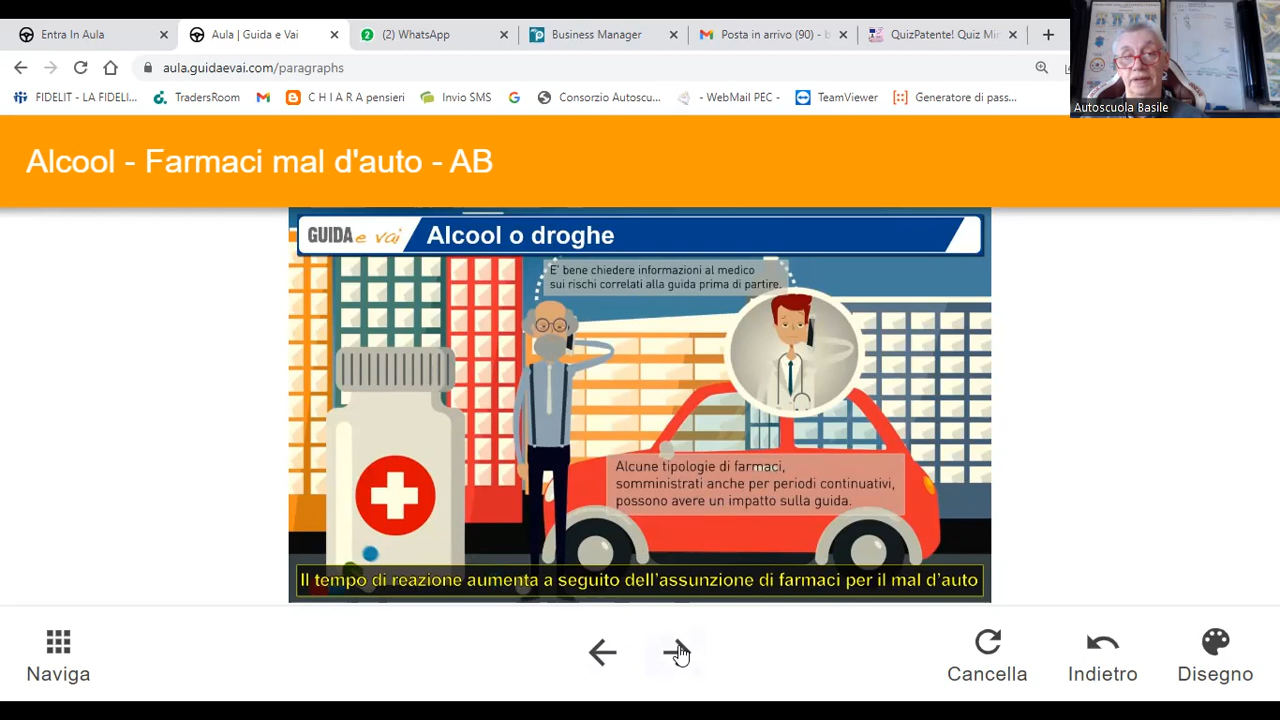 Entra In Aula
Aula | Guida e Vai
(2) WhatsApp
Business Manager
Posta in arrivo (90) - b
QuizPatente! Quiz Mi
aula.guidaevai.com/paragraphs
FIDELIT - LA FIDELI...
TradersRoom
C H I A R A pensieri
Invio SMS
Consorzio Autoscu...
- WebMail PEC -
TeamViewer
Generatore di pass...
Autoscuola Basile
Alcool - Farmaci mal d'auto - AB
GUIDA e vai
Alcool o droghe
E' bene chiedere informazioni al medico
sui rischi correlati alla guida prima di partire.
Alcune tipologie di farmaci,
somministrati anche per periodi continuativi,
possono avere un impatto sulla guida.
Il tempo di reazione aumenta a seguito dell'assunzione di farmaci per il mal d'auto
Naviga
Cancella
Indietro
Disegno